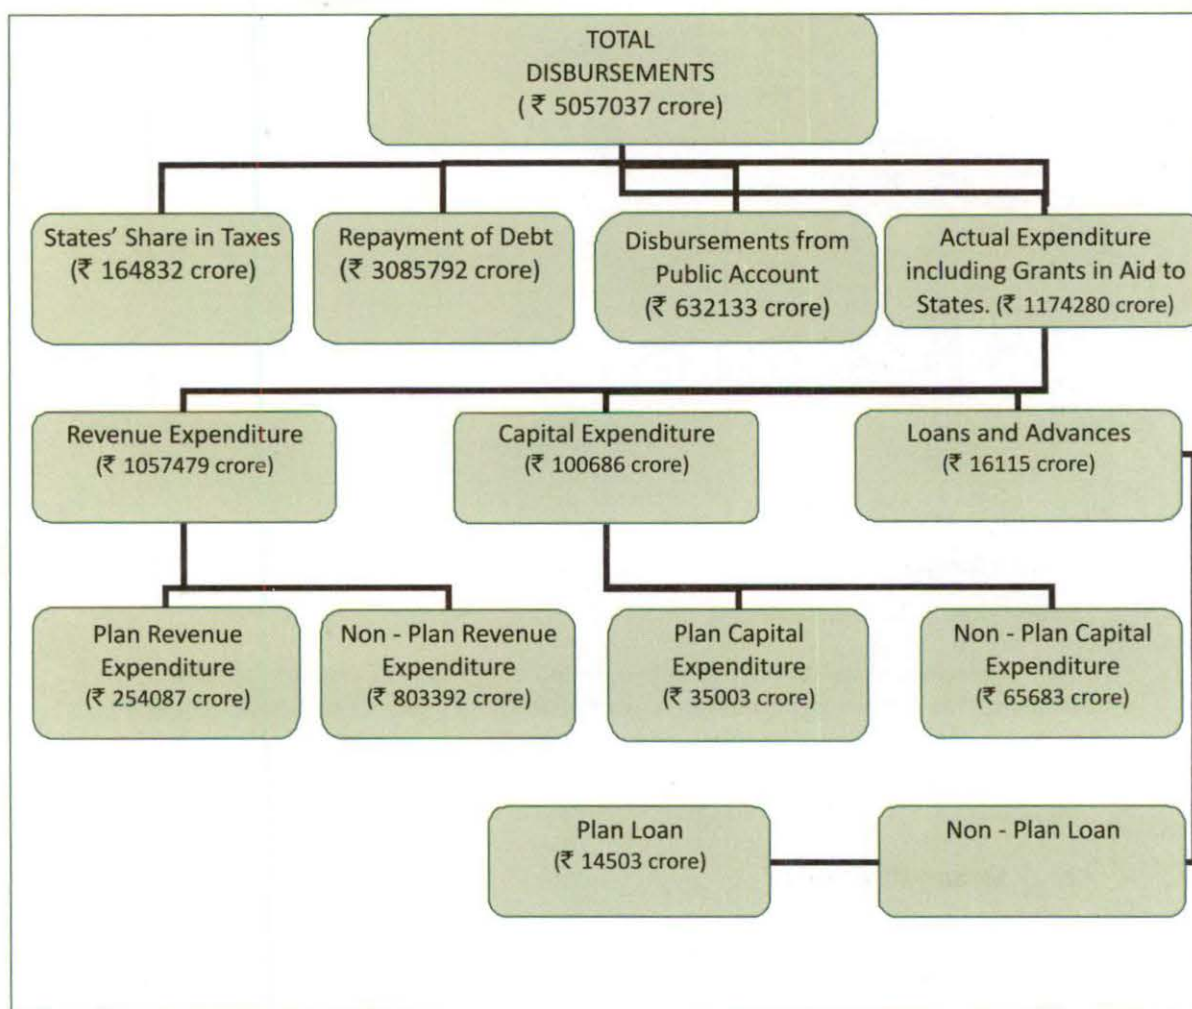 TOTAL
DISBURSEMENTS
(₹ 5057037 crore)
States' Share in Taxes
(₹ 164832 crore)
Repayment of Debt
(₹ 3085792 crore)
Disbursements from
Public Account
(₹ 632133 crore)
Actual Expenditure
including Grants in Aid to
States. (₹ 1174280 crore)
Revenue Expenditure
(₹ 1057479 crore)
Capital Expenditure
(₹ 100686 crore)
Loans and Advances
(₹ 16115 crore)
Plan Revenue
Expenditure
(₹ 254087 crore)
Non - Plan Revenue
Expenditure
(₹ 803392 crore)
Plan Capital
Expenditure
(₹ 35003 crore)
Non - Plan Capital
Expenditure
(₹ 65683 crore)
Plan Loan
(₹ 14503 crore)
Non - Plan Loan